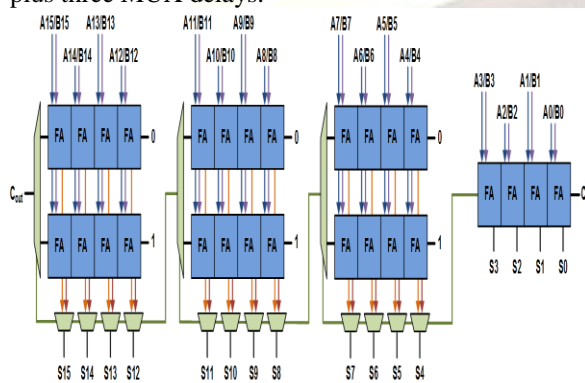 plus three MUX delays.
A15/B15 A13/B13 A11/B11 A9/B9 A7/B7 A5/B5
A14/B14 A12/B12 A10/B10 A8/B8 A6/B6 A4/B4
A3/B3 A1/B1
A2/B2 A0/B0
FA FA FA FA 0 FA FA FA FA 0 FA FA FA FA 0
Cout FA FA FA FA C
FA FA FA FA 1 FA FA FA FA 1 FA FA FA FA 1
S3 S2 S1 S0
S15 S14 S13 S12 S11 S10 S9 S8 S7 S6 S5 S4